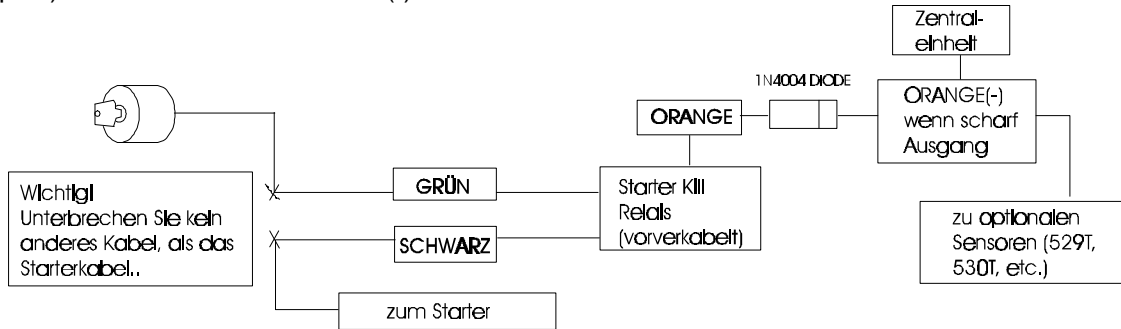 (-)
Zentral-
einheit
1N4004 DIODE
ORANGE
ORANGE(-)
wenn scharf
Ausgang
GRÜN
Wichtig!
Unterbrechen Sie kein
anderes Kabel, als das
Starterkabel..
Starter Kill
Relais
(vorverkabelt)
SCHWARZ
zu optionalen
Sensoren (529T,
530T, etc.)
zum Starter